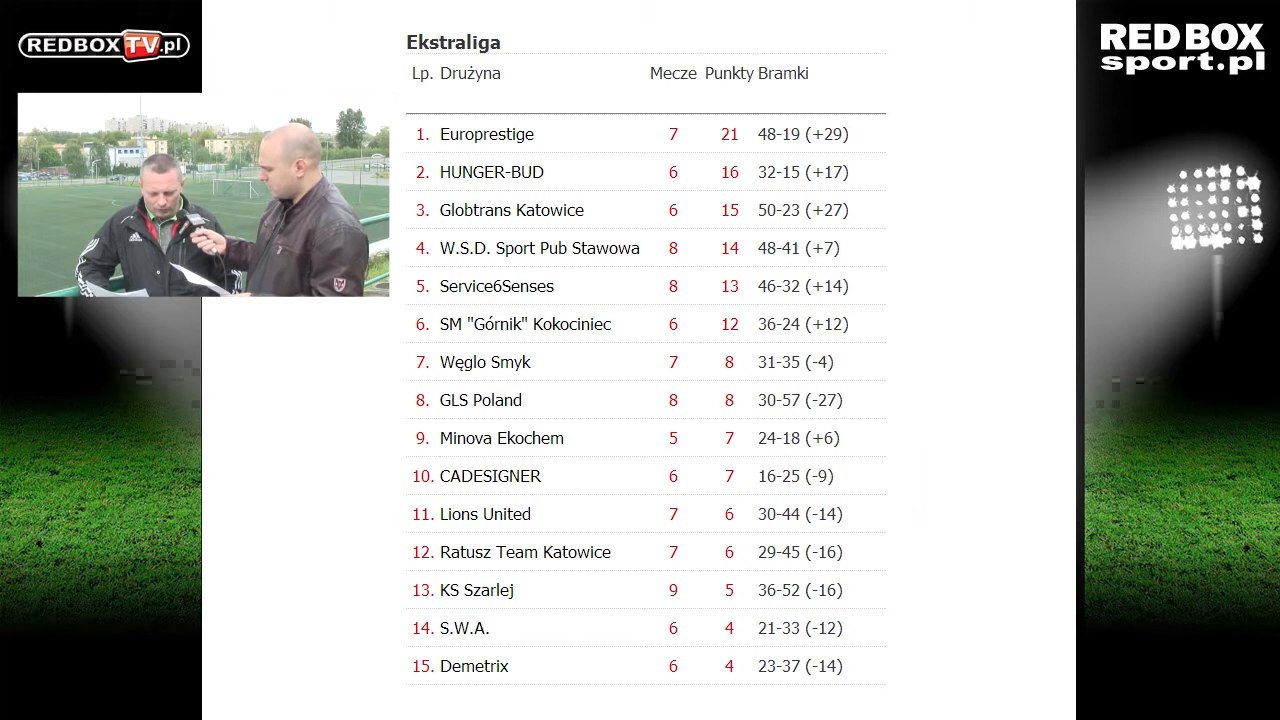 REDBOX TV.pl
RED BOX
sport.pl
Ekstraliga
Lp. Drużyna Mecze Punkty Bramki
1. Europrestige 7 21 48-19 (+29)
2. HUNGER-BUD 6 16 32-15 (+17)
3. Globtrans Katowice 6 15 50-23 (+27)
4. W.S.D. Sport Pub Stawowa 8 14 48-41 (+7)
5. Service6Senses 8 13 46-32 (+14)
6. SM "Górnik" Kokociniec 6 12 36-24 (+12)
7. Węglo Smyk 7 8 31-35 (-4)
8. GLS Poland 8 8 30-57 (-27)
9. Minova Ekochem 5 7 24-18 (+6)
10. CADESIGNER 6 7 16-25 (-9)
11. Lions United 7 6 30-44 (-14)
12. Ratusz Team Katowice 7 6 29-45 (-16)
13. KS Szarlej 9 5 36-52 (-16)
14. S.W.A. 6 4 21-33 (-12)
15. Demetrix 6 4 23-37 (-14)